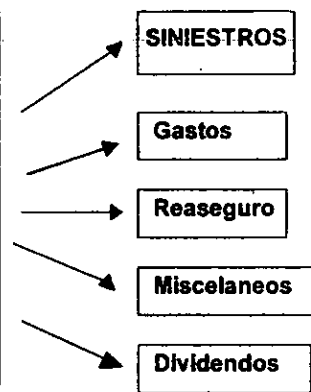 SINIESTROS
Gastos
Reaseguro
Miscelaneos
Dividendos